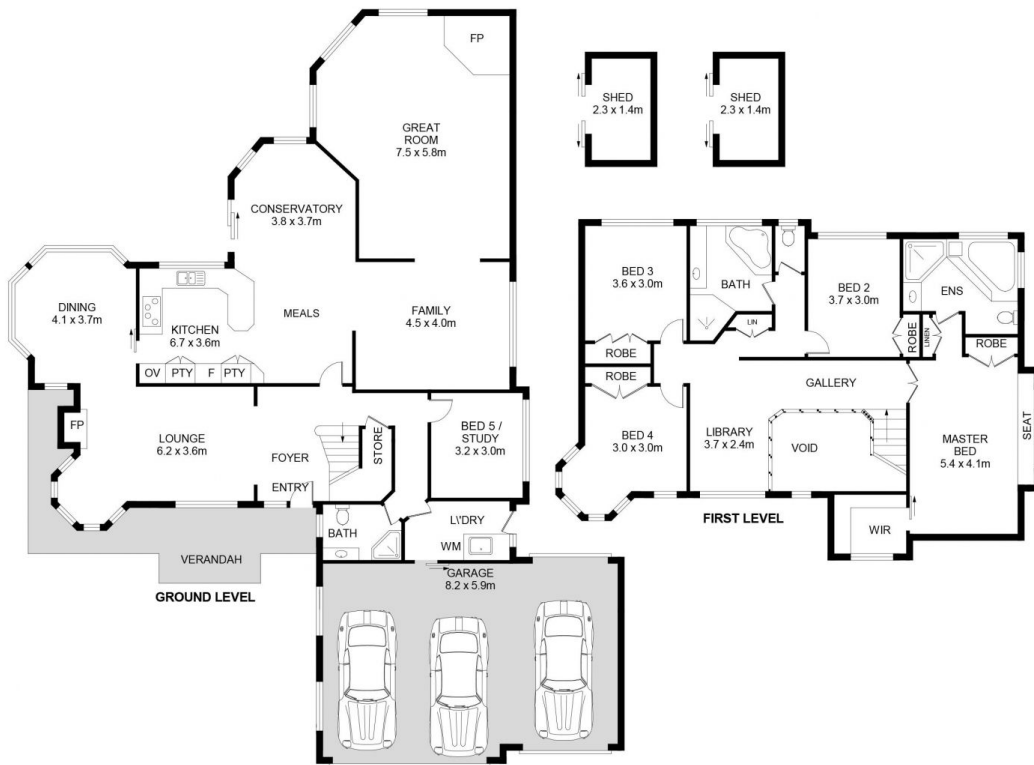 FP
GREAT
ROOM
7.5 x 5.8m
CONSERVATORY
3.8 x 3.7m
DINING
4.1 x 3.7m
KITCHEN
6.7 x 3.6m
MEALS
FAMILY
4.5 x 4.0m
OV
PTY
F
PTY
FP
LOUNGE
6.2 x 3.6m
FOYER
ENTRY
STORE
BED 5 /
STUDY
3.2 x 3.0m
BATH
L\'DRY
WM
VERANDAH
GARAGE
8.2 x 5.9m
GROUND LEVEL
SHED
2.3 x 1.4m
SHED
2.3 x 1.4m
BED 3
3.6 x 3.0m
ROBE
BATH
LIN
BED 2
3.7 x 3.0m
ROBE
LINEN
ENS
ROBE
ROBE
BED 4
3.0 x 3.0m
GALLERY
LIBRARY
3.7 x 2.4m
VOID
MASTER
BED
5.4 x 4.1m
SEAT
WIR
FIRST LEVEL